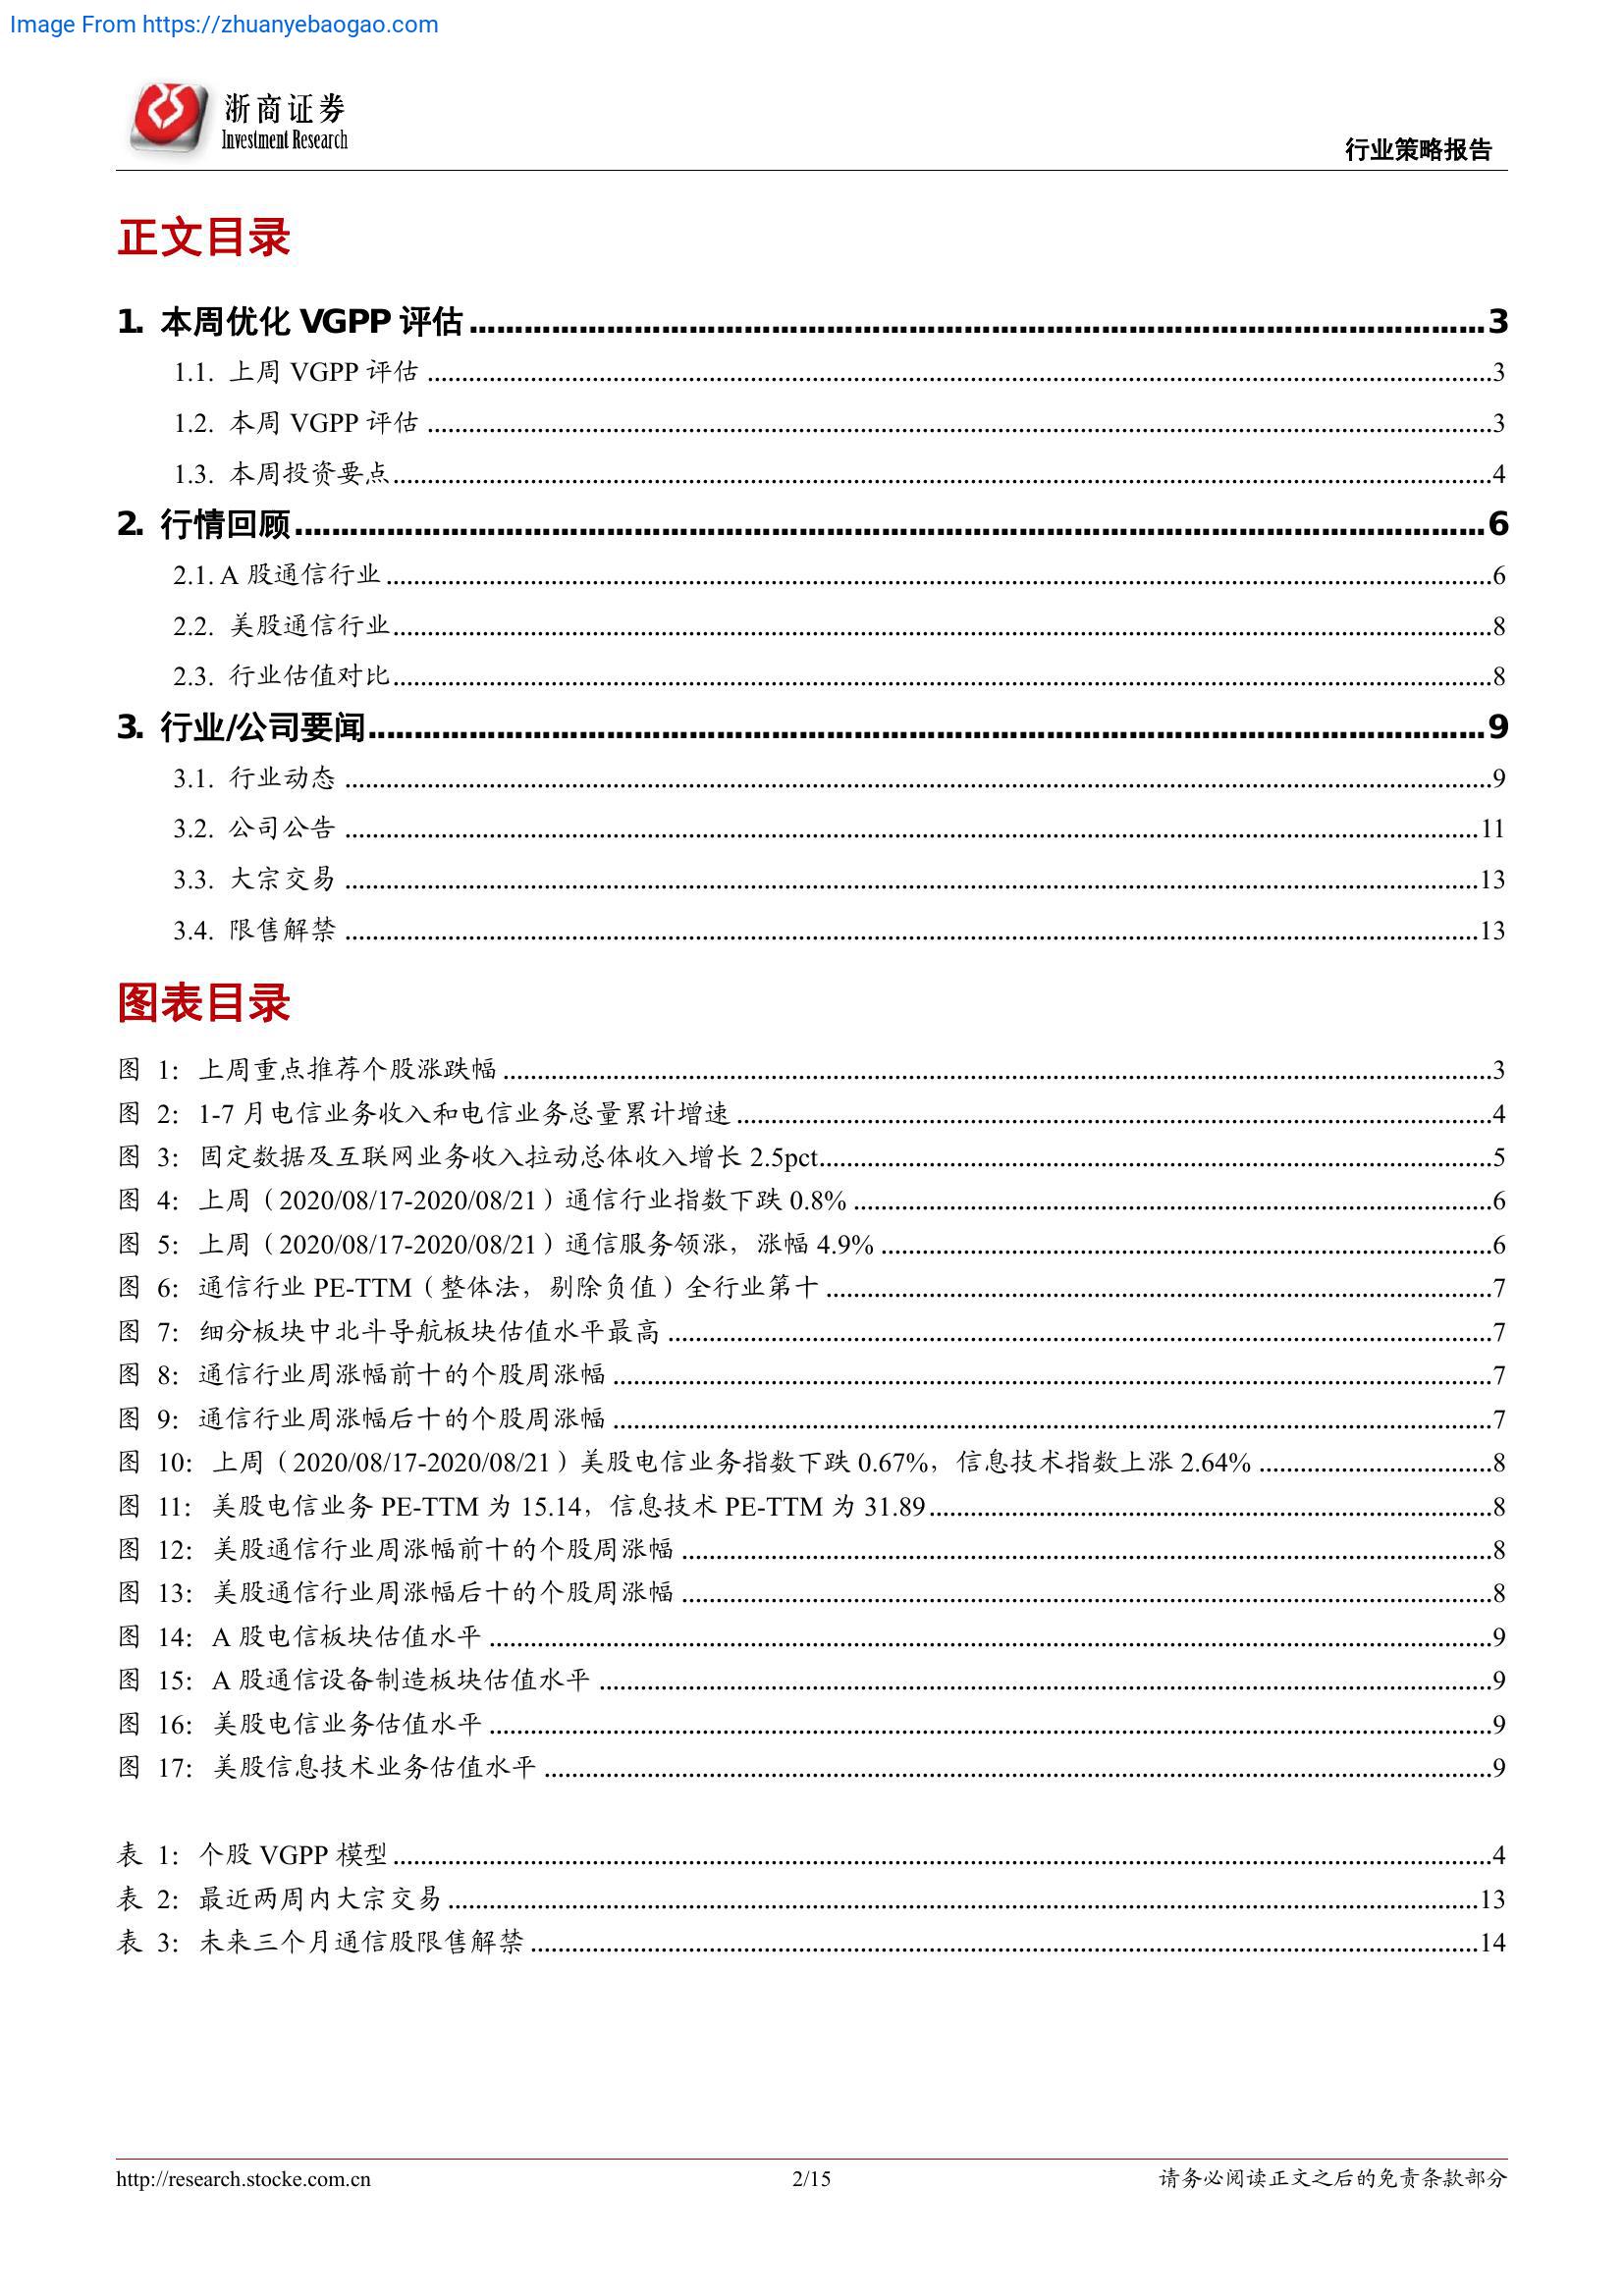 Image From https://zhuanyebaogao.com
浙商证券
Investment Research
行业策略报告
正文目录
1. 本周优化 VGPP 评估 3
1.1. 上周 VGPP 评估 3
1.2. 本周 VGPP 评估 3
1.3. 本周投资要点 4
2. 行情回顾 6
2.1. A 股通信行业 6
2.2. 美股通信行业 8
2.3. 行业估值对比 8
3. 行业/公司要闻 9
3.1. 行业动态 9
3.2. 公司公告 11
3.3. 大宗交易 13
3.4. 限售解禁 13
图表目录
图 1：上周重点推荐个股涨跌幅 3
图 2：1-7 月电信业务收入和电信业务总量累计增速 4
图 3：固定数据及互联网业务收入拉动总体收入增长 2.5pct 5
图 4：上周（2020/08/17-2020/08/21）通信行业指数下跌 0.8% 6
图 5：上周（2020/08/17-2020/08/21）通信服务领涨，涨幅 4.9% 6
图 6：通信行业 PE-TTM（整体法，剔除负值）全行业第十 7
图 7：细分板块中北斗导航板块估值水平最高 7
图 8：通信行业周涨幅前十的个股周涨幅 7
图 9：通信行业周涨幅后十的个股周涨幅 7
图 10：上周（2020/08/17-2020/08/21）美股电信业务指数下跌 0.67%，信息技术指数上涨 2.64% 8
图 11：美股电信业务 PE-TTM 为 15.14，信息技术 PE-TTM 为 31.89 8
图 12：美股通信行业周涨幅前十的个股周涨幅 8
图 13：美股通信行业周涨幅后十的个股周涨幅 8
图 14：A 股电信板块估值水平 9
图 15：A 股通信设备制造板块估值水平 9
图 16：美股电信业务估值水平 9
图 17：美股信息技术业务估值水平 9
表 1：个股 VGPP 模型 4
表 2：最近两周内大宗交易 13
表 3：未来三个月通信股限售解禁 14
http://research.stocke.com.cn
2/15
请务必阅读正文之后的免责条款部分